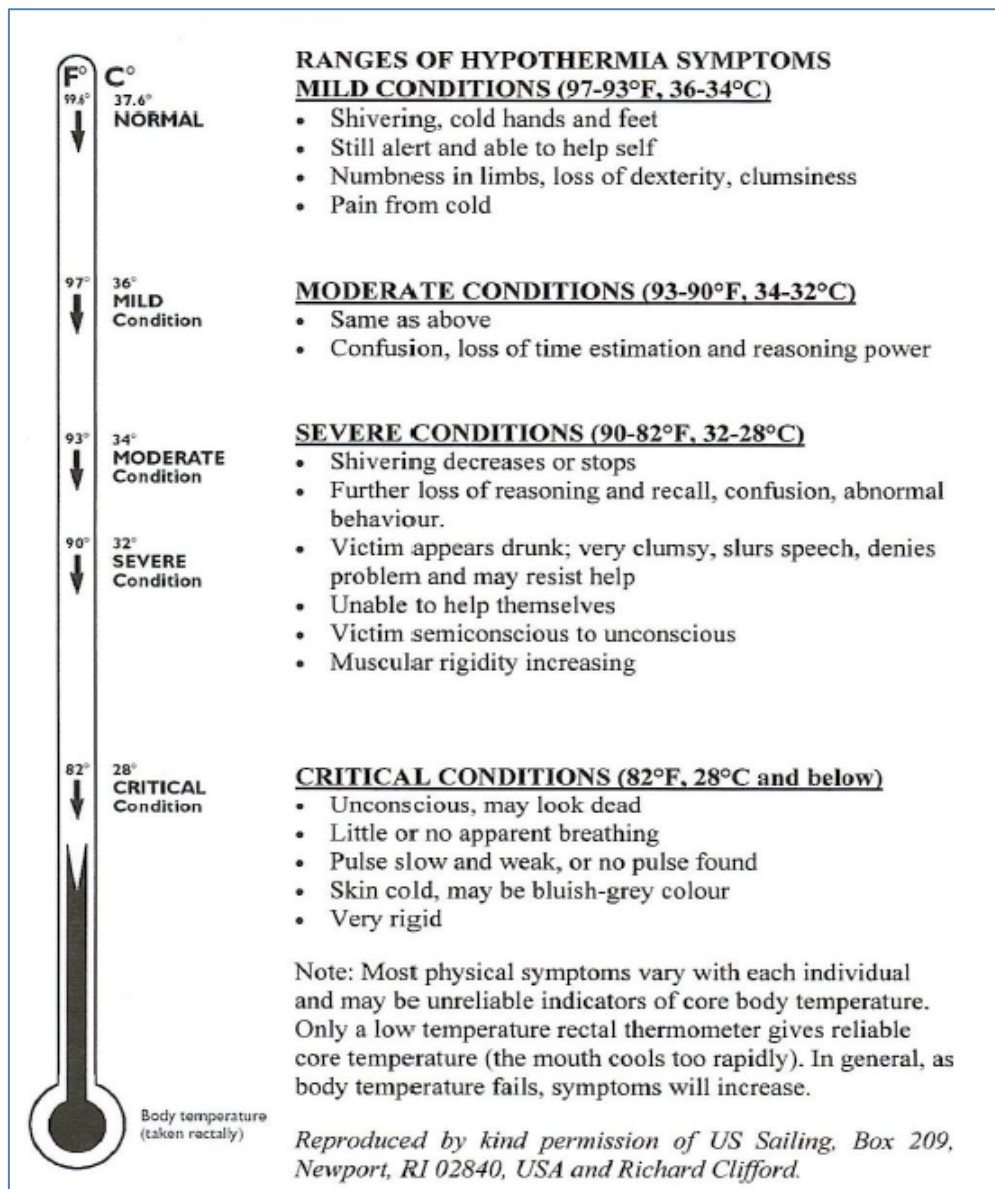 F° C°
99.6° 37.6°
NORMAL
97° 36°
MILD
Condition
93° 34°
MODERATE
Condition
90° 32°
SEVERE
Condition
82° 28°
CRITICAL
Condition
Body temperature
(taken rectally)
RANGES OF HYPOTHERMIA SYMPTOMS
MILD CONDITIONS (97-93°F, 36-34°C)
• Shivering, cold hands and feet
• Still alert and able to help self
• Numbness in limbs, loss of dexterity, clumsiness
• Pain from cold
MODERATE CONDITIONS (93-90°F, 34-32°C)
• Same as above
• Confusion, loss of time estimation and reasoning power
SEVERE CONDITIONS (90-82°F, 32-28°C)
• Shivering decreases or stops
• Further loss of reasoning and recall, confusion, abnormal
behaviour.
• Victim appears drunk; very clumsy, slurs speech, denies
problem and may resist help
• Unable to help themselves
• Victim semiconscious to unconscious
• Muscular rigidity increasing
CRITICAL CONDITIONS (82°F, 28°C and below)
• Unconscious, may look dead
• Little or no apparent breathing
• Pulse slow and weak, or no pulse found
• Skin cold, may be bluish-grey colour
• Very rigid
Note: Most physical symptoms vary with each individual
and may be unreliable indicators of core body temperature.
Only a low temperature rectal thermometer gives reliable
core temperature (the mouth cools too rapidly). In general, as
body temperature fails, symptoms will increase.
Reproduced by kind permission of US Sailing, Box 209,
Newport, RI 02840, USA and Richard Clifford.